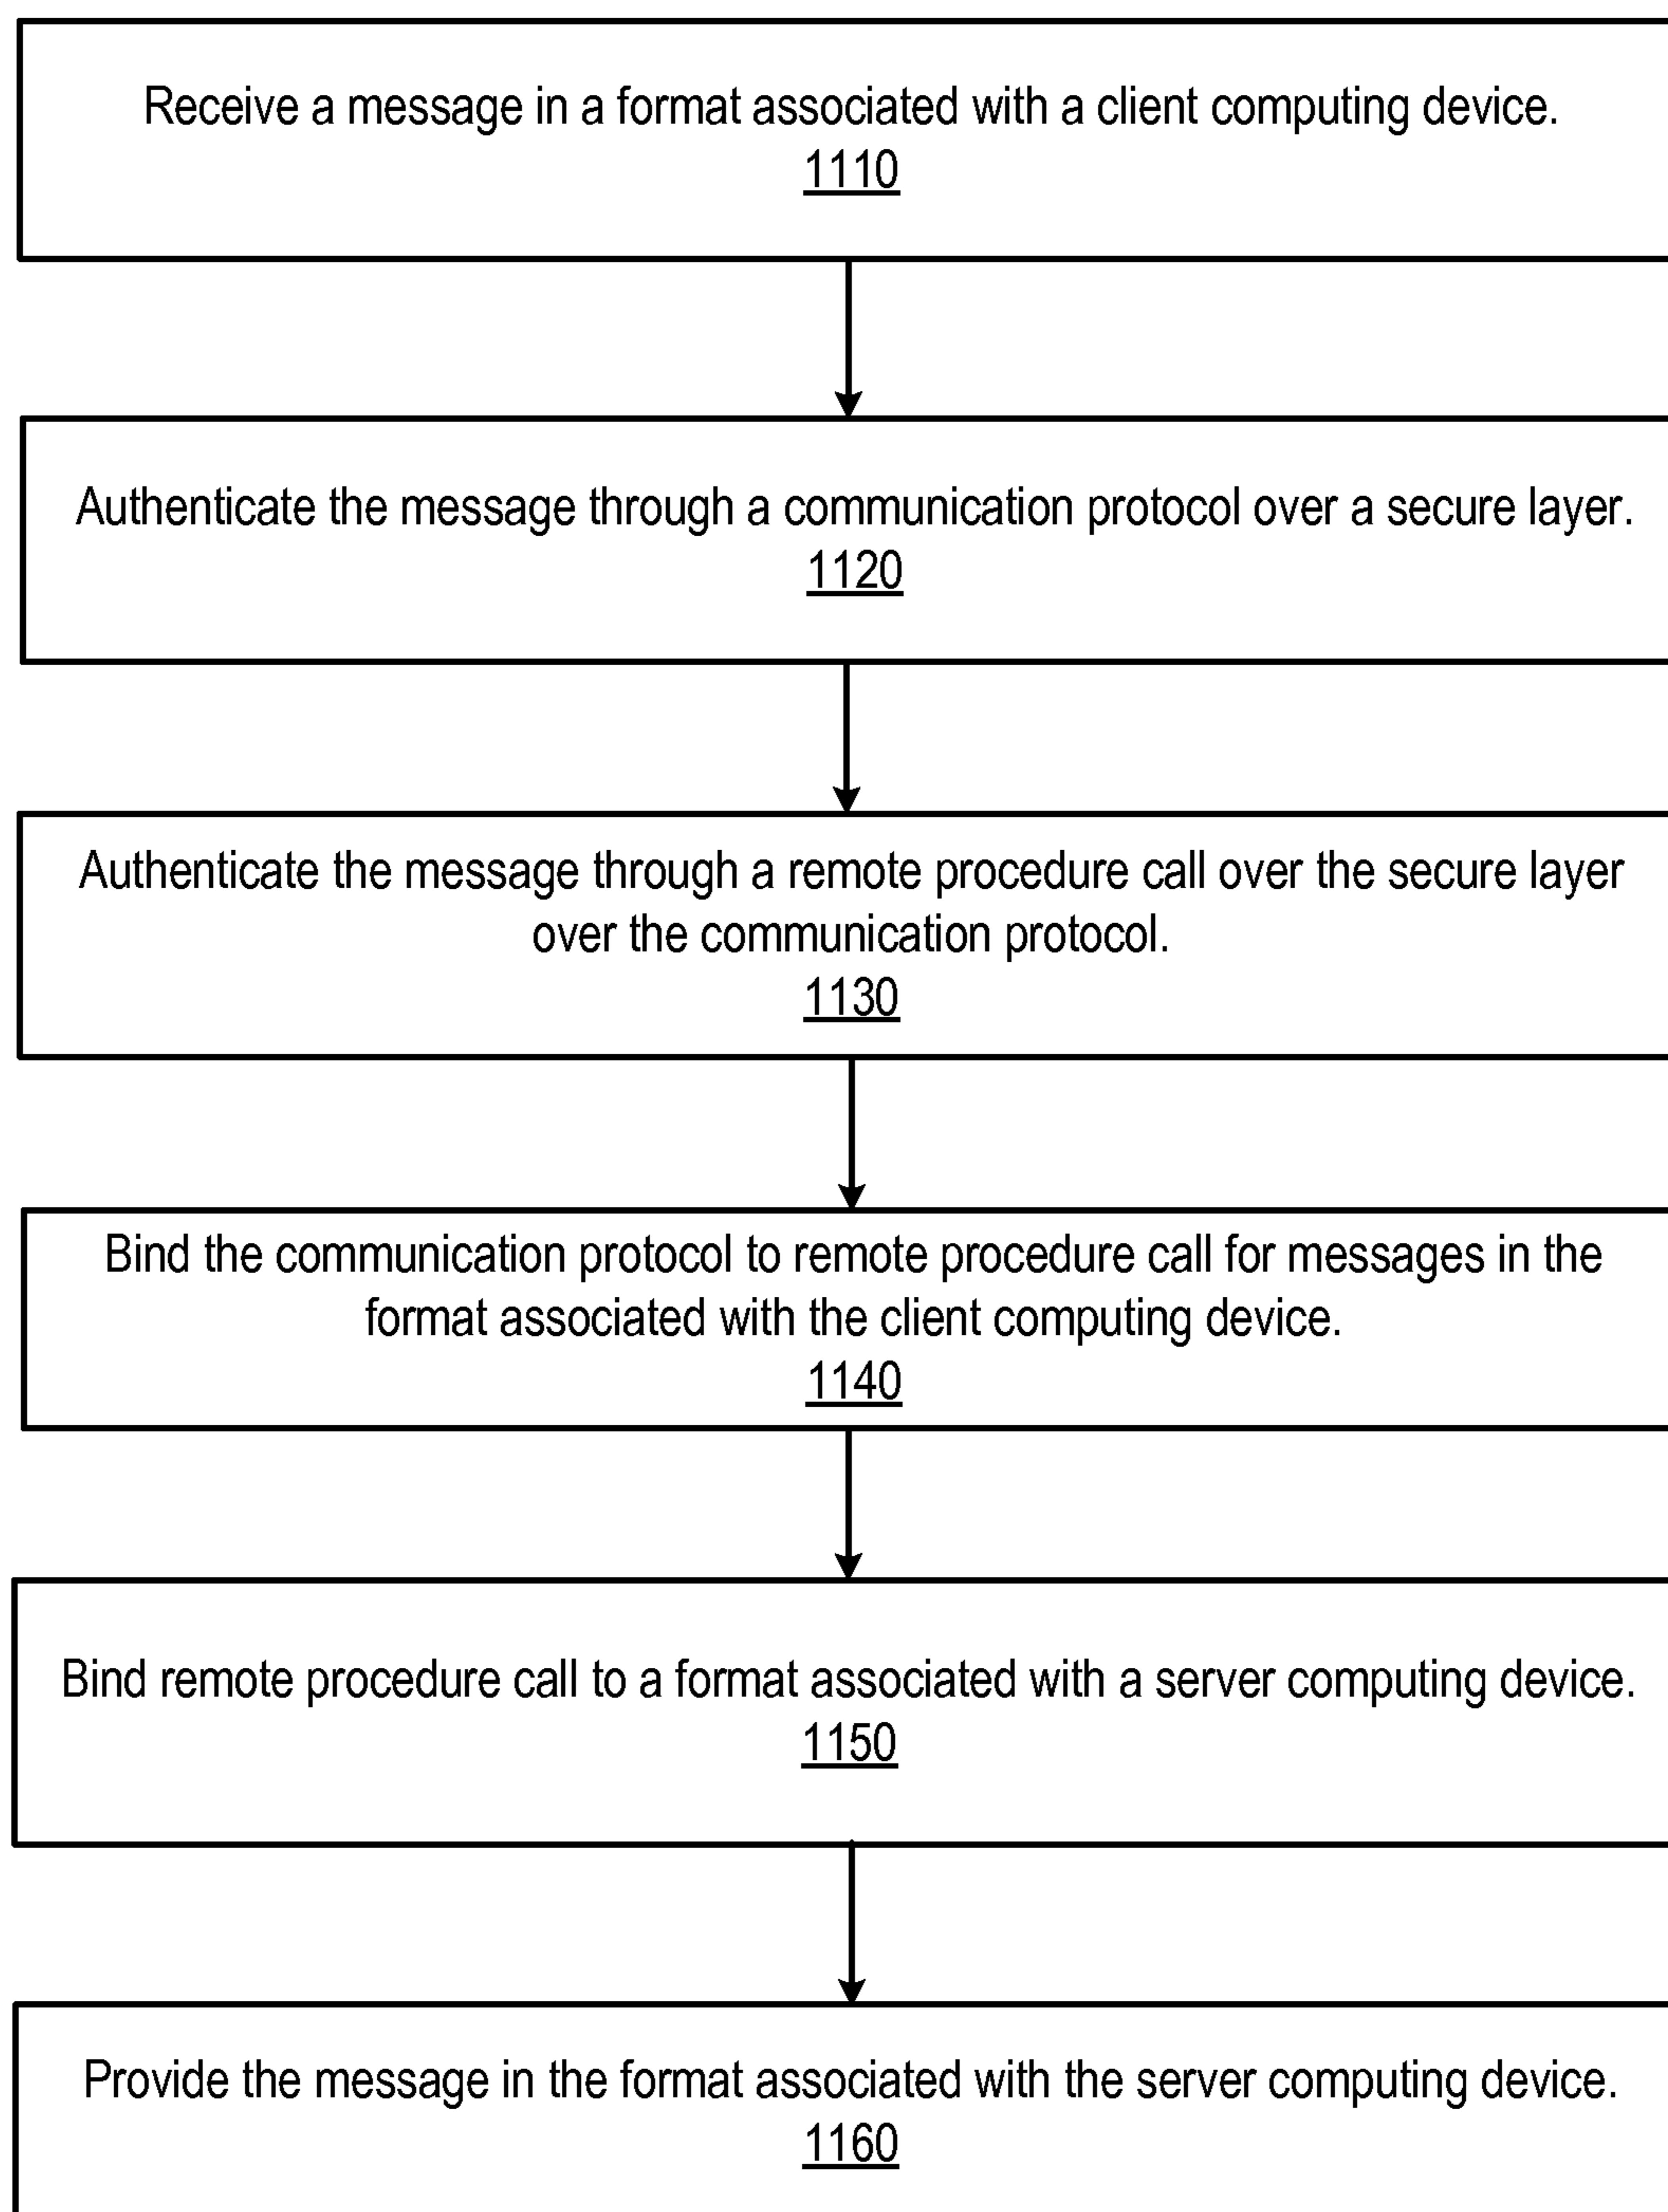 Receive a message in a format associated with a client computing device.
1110
Authenticate the message through a communication protocol over a secure layer.
1120
Authenticate the message through a remote procedure call over the secure layer
over the communication protocol.
1130
Bind the communication protocol to remote procedure call for messages in the
format associated with the client computing device.
1140
Bind remote procedure call to a format associated with a server computing device.
1150
Provide the message in the format associated with the server computing device.
1160